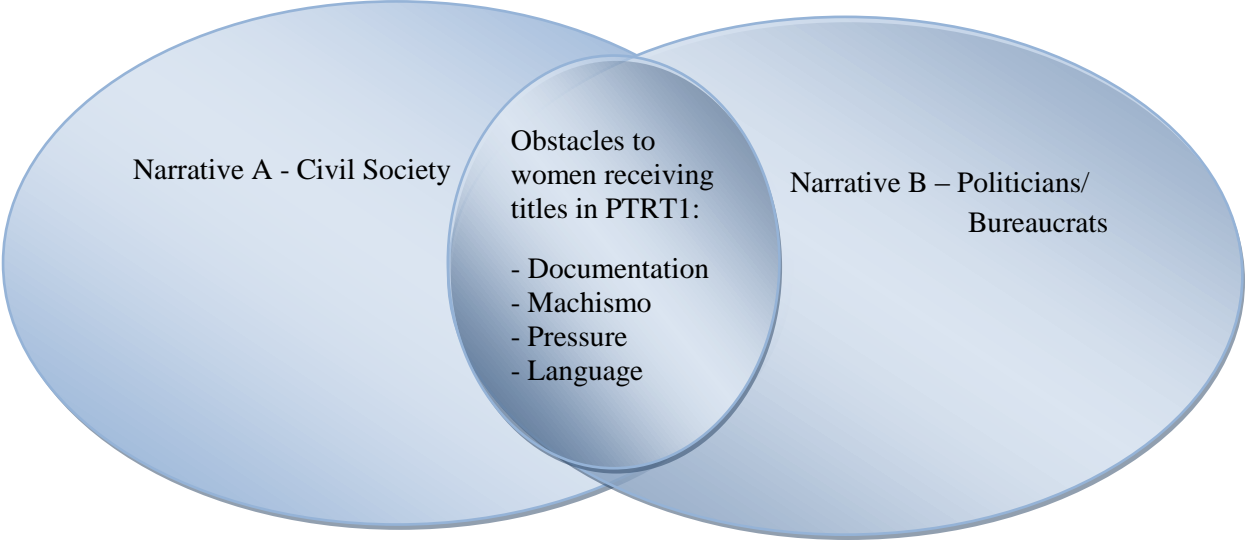 Narrative A - Civil Society
Obstacles to
women receiving
titles in PTRT1:
- Documentation
- Machismo
- Pressure
- Language
Narrative B – Politicians/
Bureaucrats